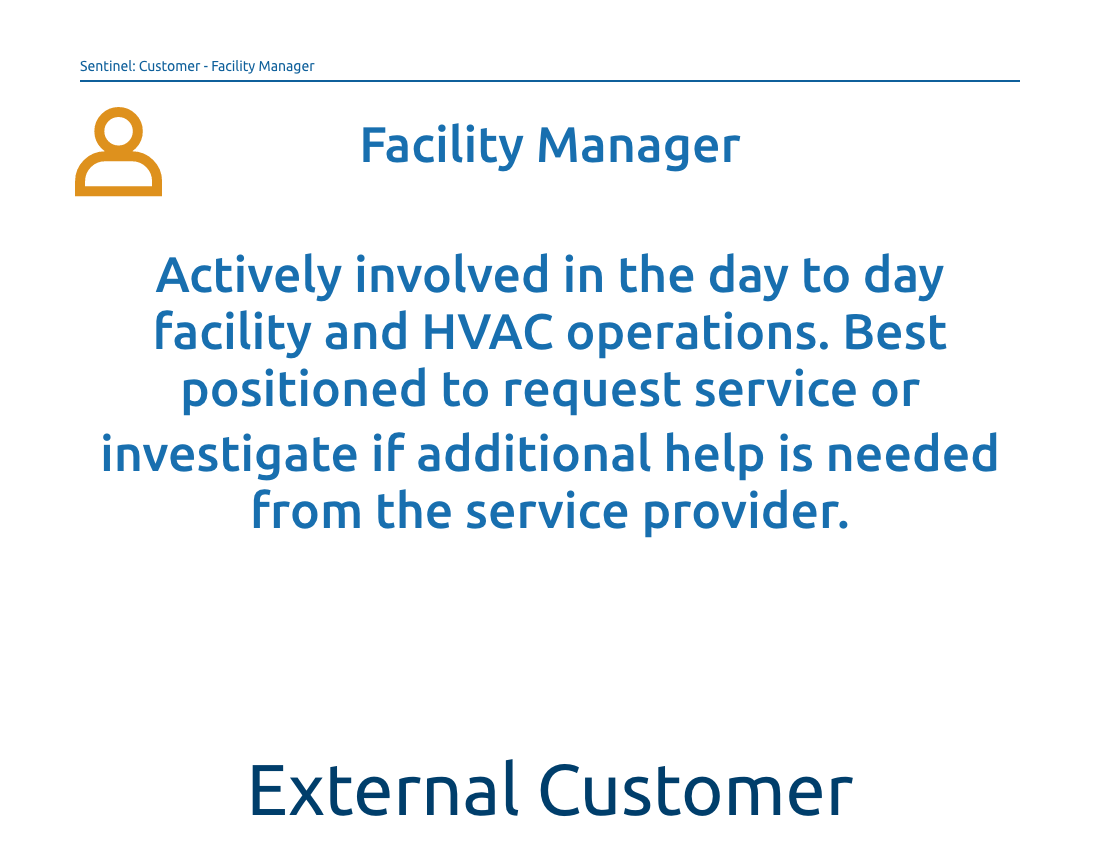 Sentinel: Customer - Facility Manager
Facility Manager
Actively involved in the day to day
facility and HVAC operations. Best
positioned to request service or
investigate if additional help is needed
from the service provider.
External Customer